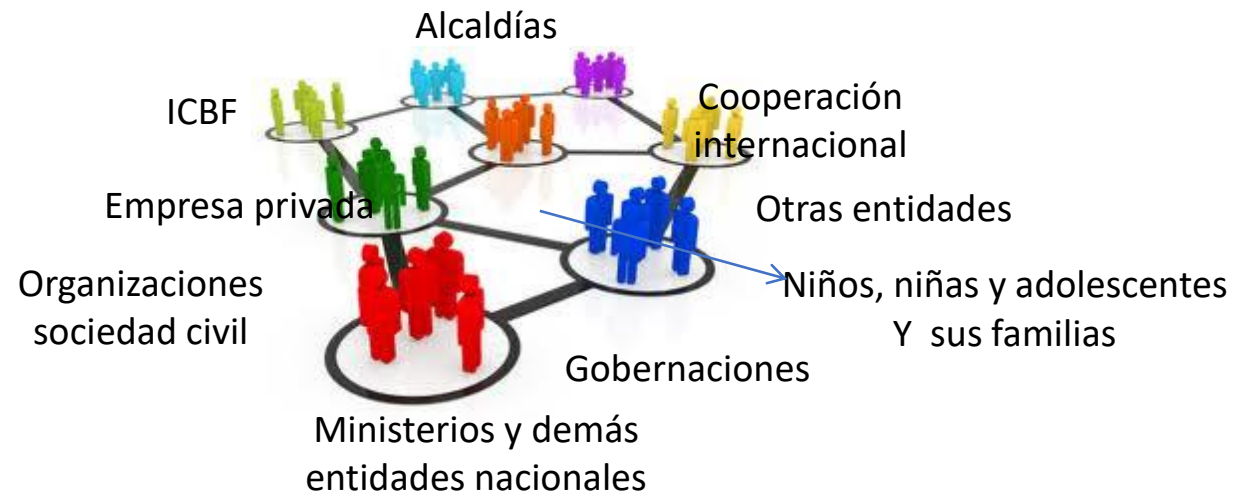 Alcaldías
ICBF
Cooperación
internacional
Empresa privada
Otras entidades
Organizaciones
sociedad civil
Niños, niñas y adolescentes
Y sus familias
Gobernaciones
Ministerios y demás
entidades nacionales